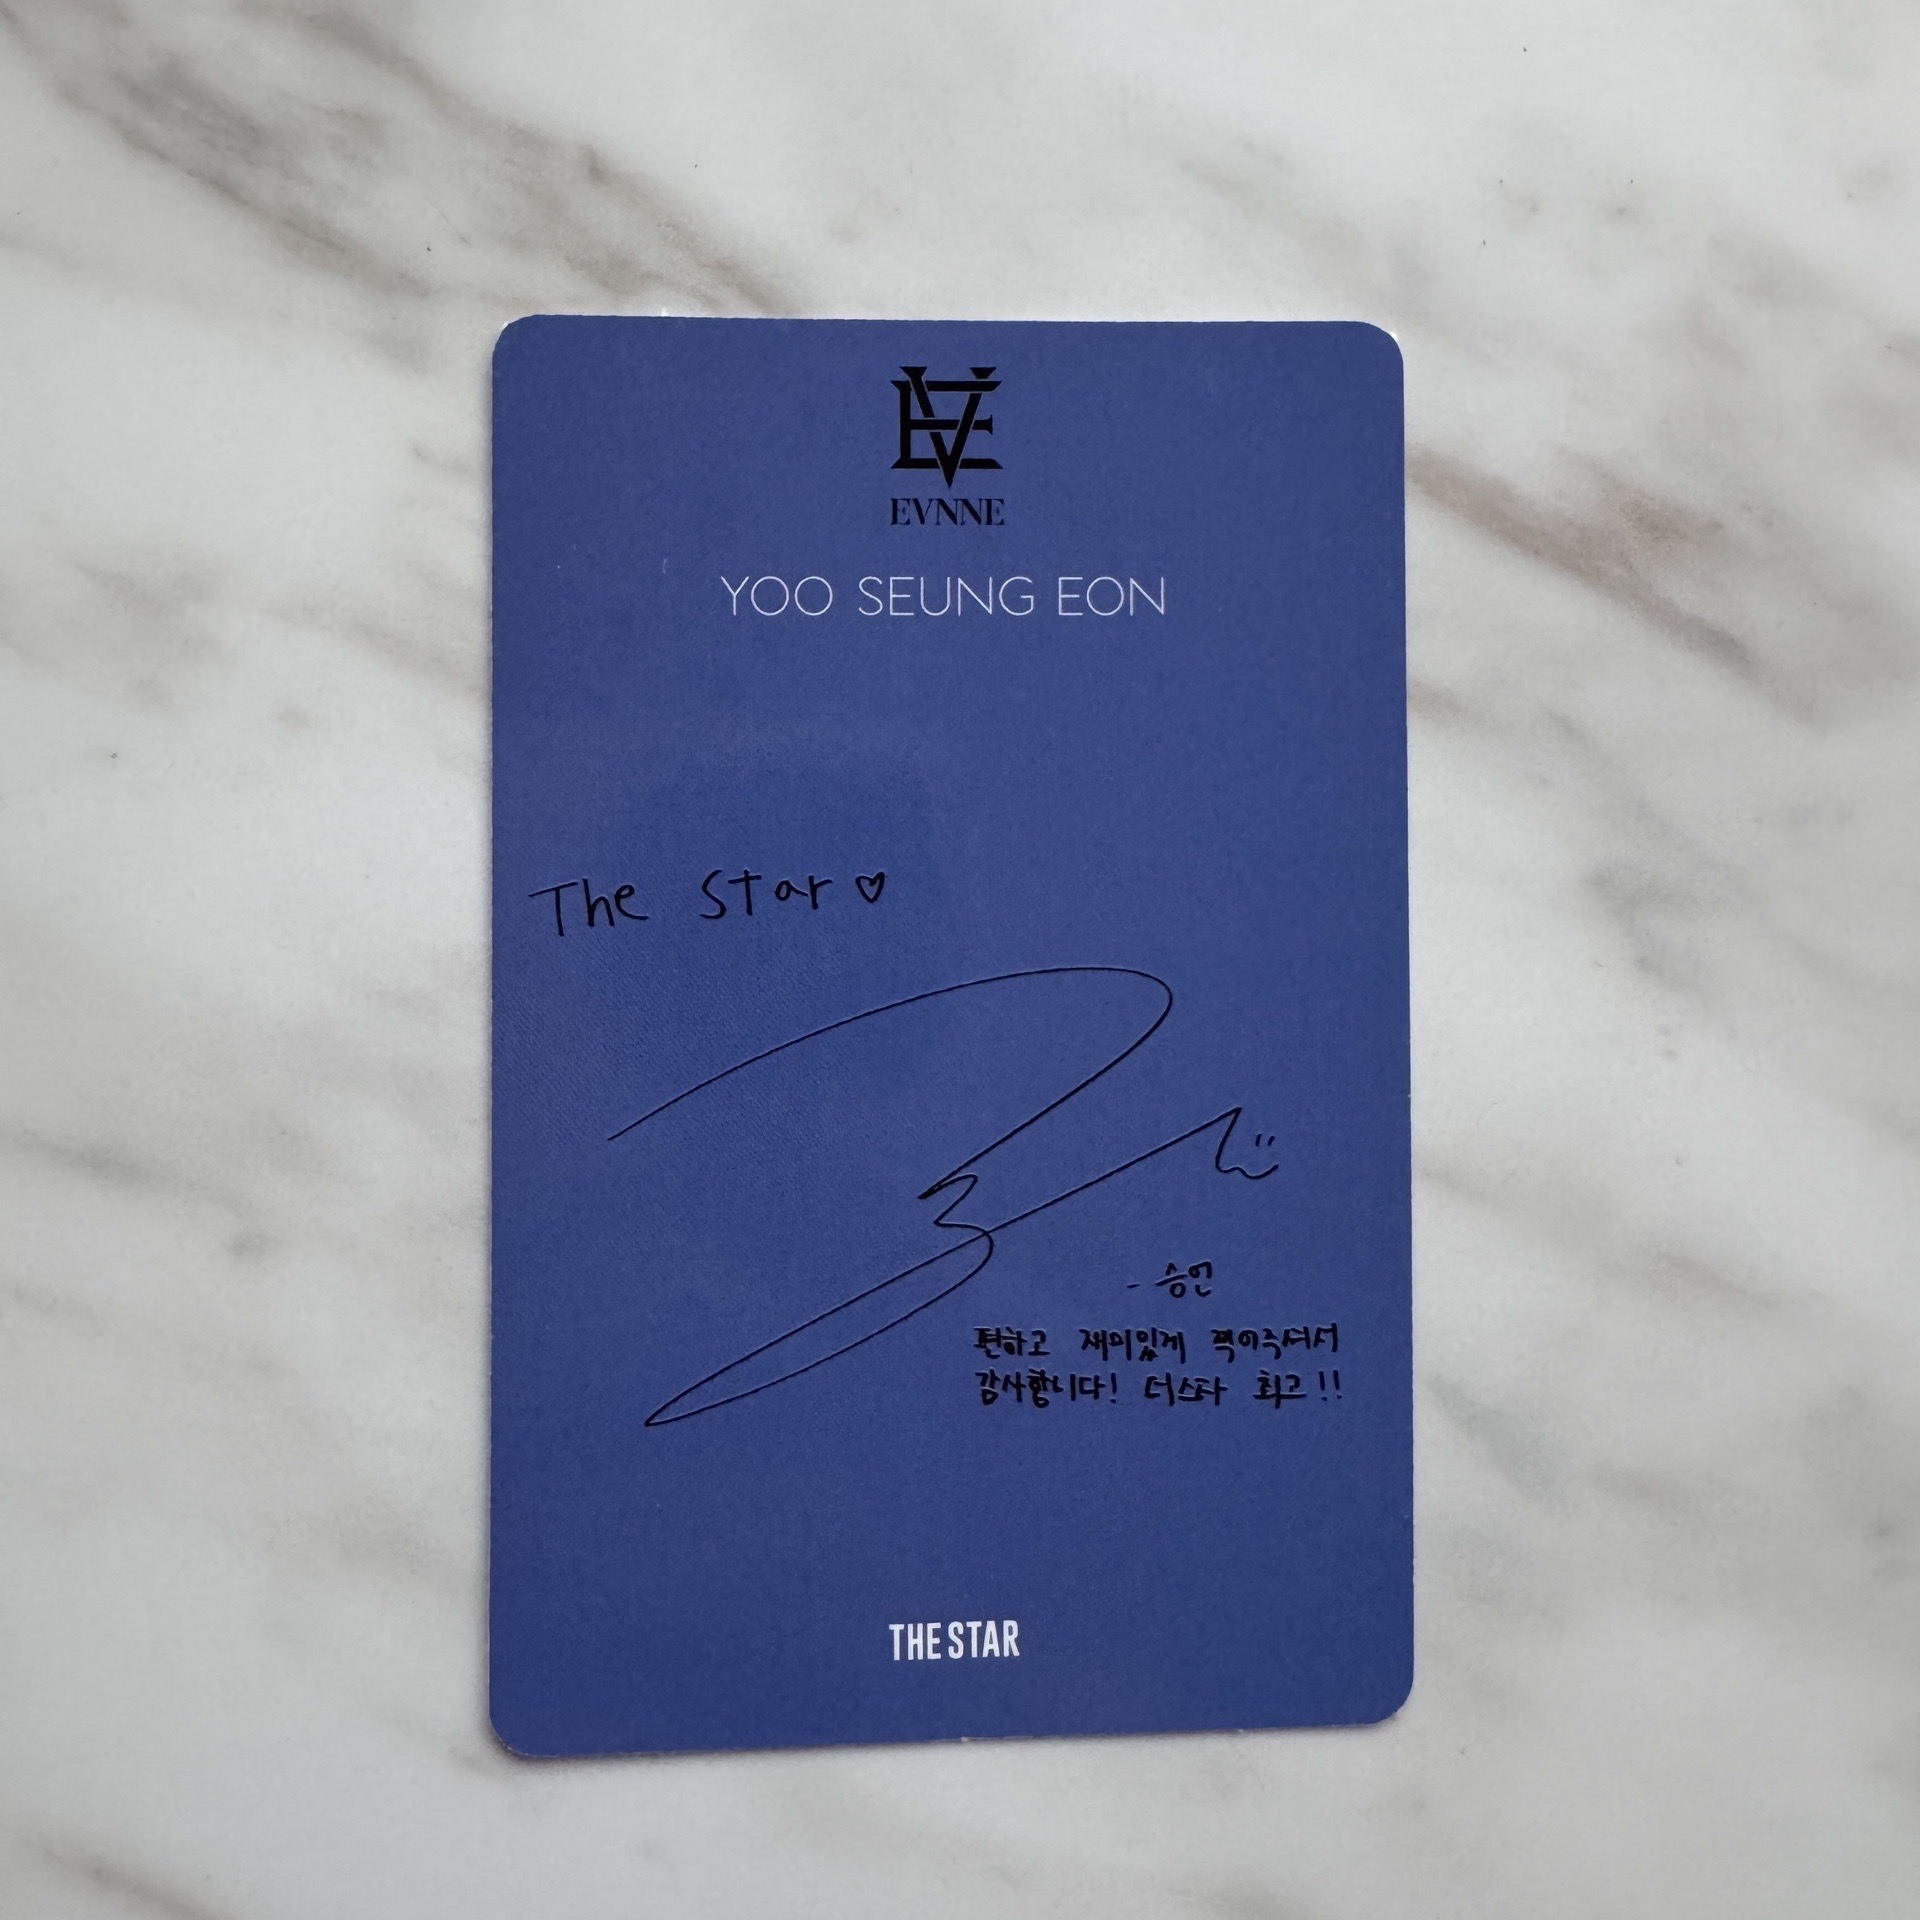 EVNNE
YOO SEUNG EON
The Star ♡
- 승언
편하고 재미있게 찍어주셔서
감사합니다! 더스타 최고!!
THE STAR